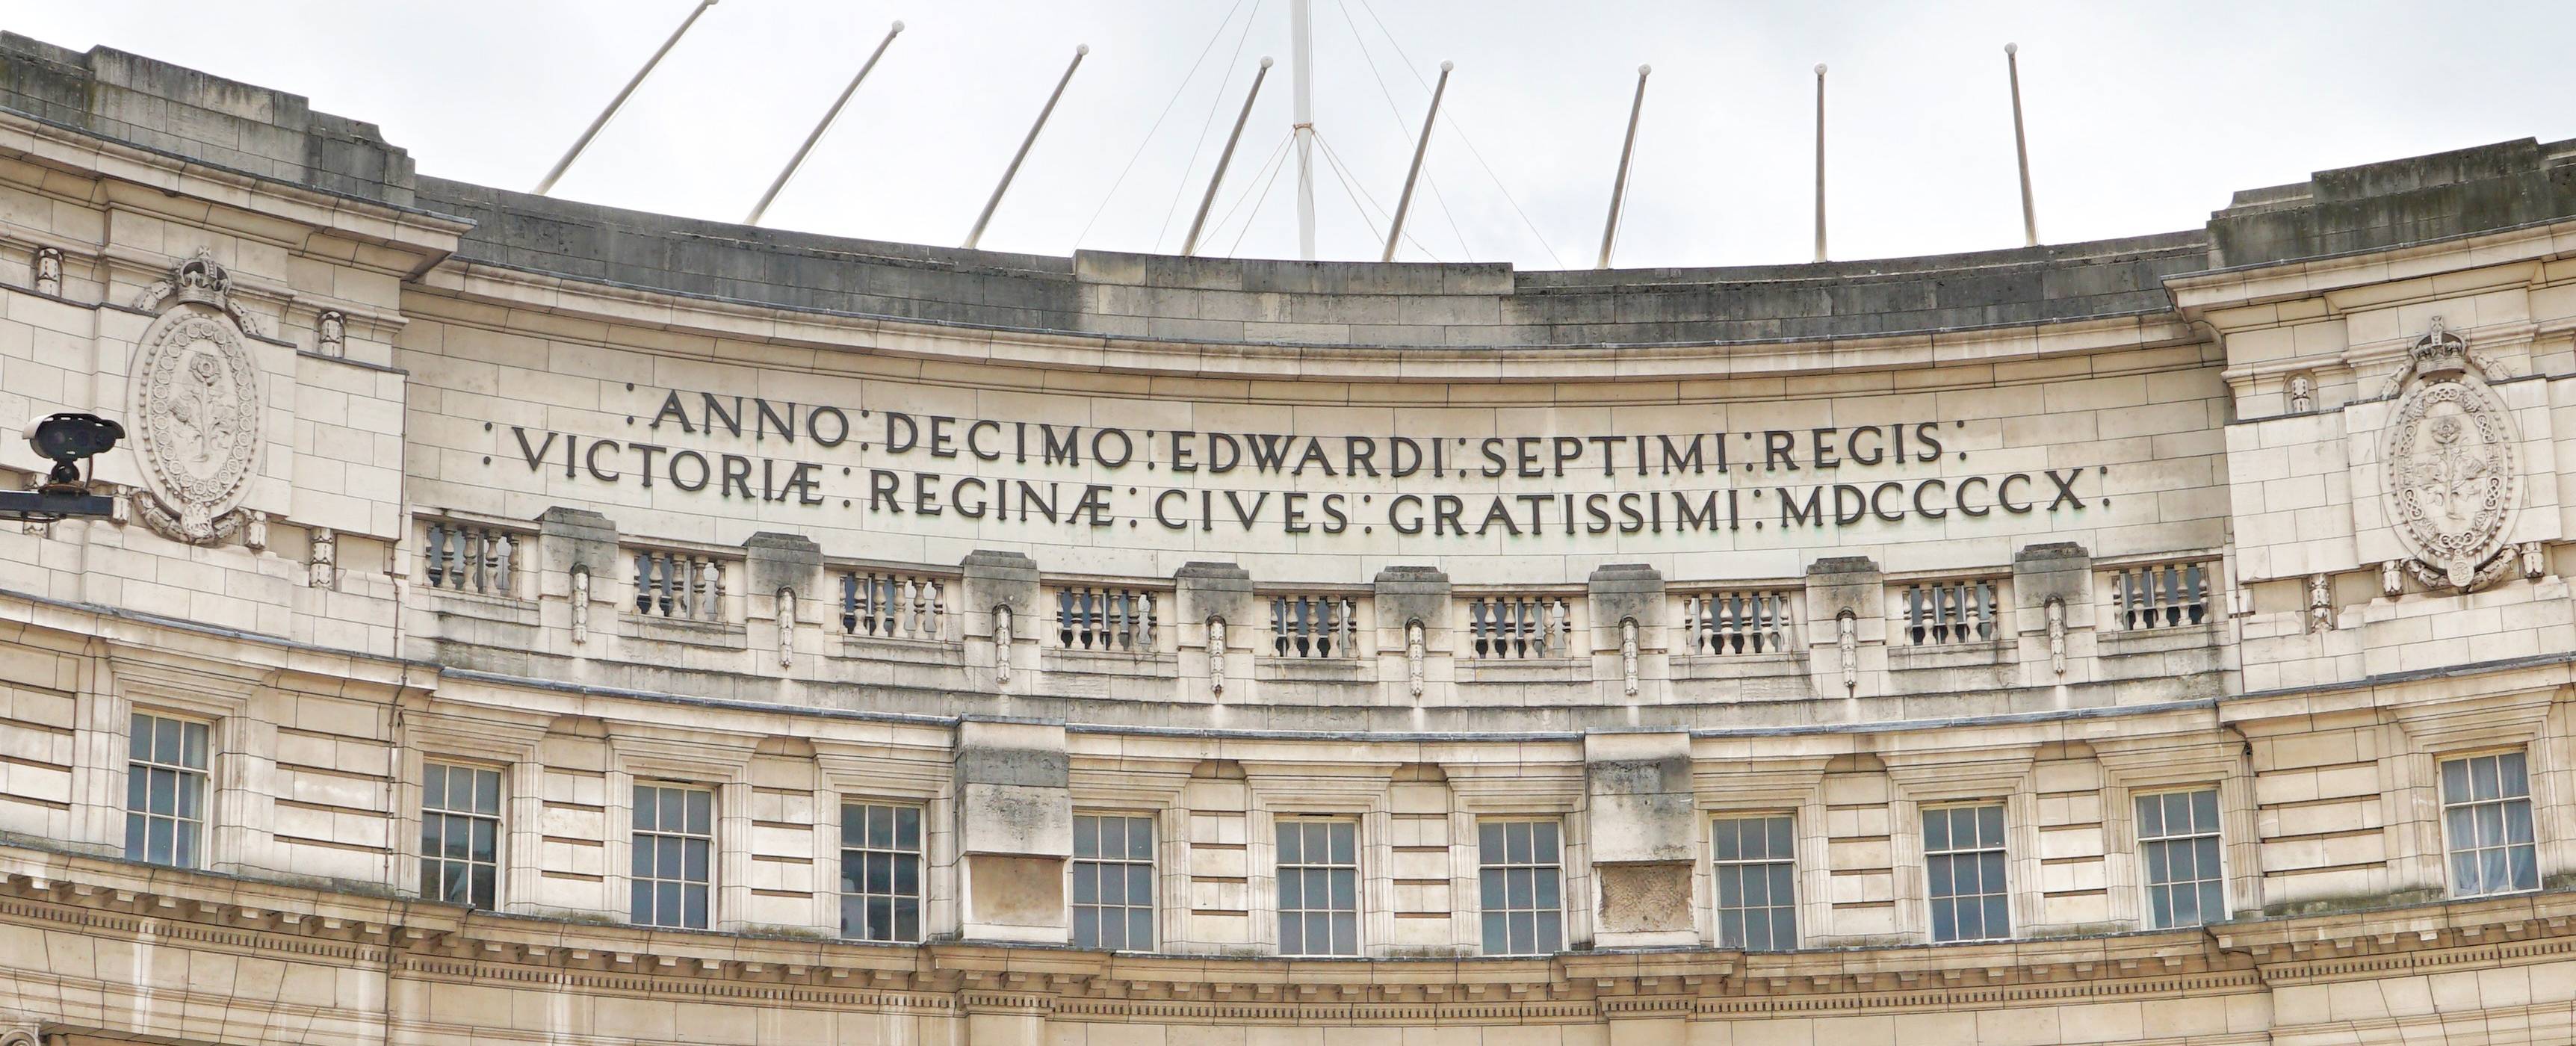 : ANNO : DECIMO : EDWARDI : SEPTIMI : REGIS :
: VICTORIÆ : REGINÆ : CIVES : GRATISSIMI : MDCCCCX :